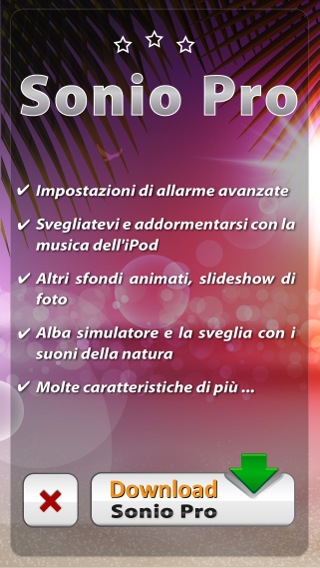 Sonio Pro
✔ Impostazioni di allarme avanzate
✔ Svegliatevi e addormentarsi con la
musica dell'iPod
✔ Altri sfondi animati, slideshow di
foto
✔ Alba simulatore e la sveglia con i
suoni della natura
✔ Molte caratteristiche di più ...
Download
Sonio Pro